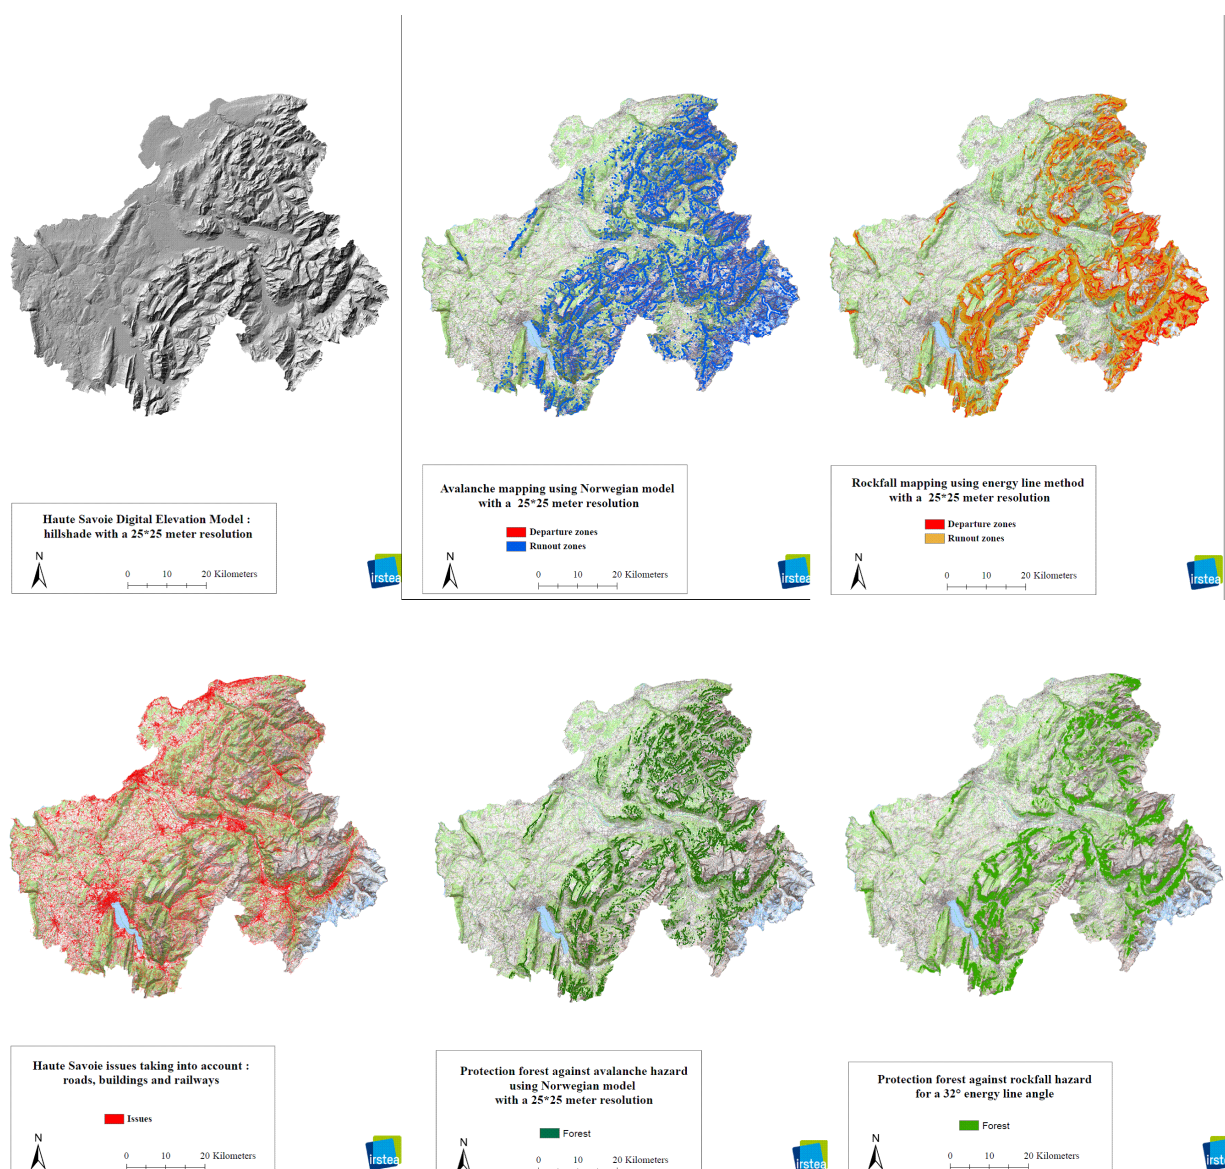 Haute Savoie Digital Elevation Model :
hillshade with a 25*25 meter resolution
N
0 10 20 Kilometers
irstea
Avalanche mapping using Norwegian model
with a 25*25 meter resolution
Departure zones
Runout zones
N
0 10 20 Kilometers
irstea
Rockfall mapping using energy line method
with a 25*25 meter resolution
Departure zones
Runout zones
N
0 10 20 Kilometers
irstea
Haute Savoie issues taking into account :
roads, buildings and railways
Issues
N
0 10 20 Kilometers
irstea
Protection forest against avalanche hazard
using Norwegian model
with a 25*25 meter resolution
Forest
N
0 10 20 Kilometers
irstea
Protection forest against rockfall hazard
for a 32° energy line angle
Forest
N
0 10 20 Kilometers
irstea